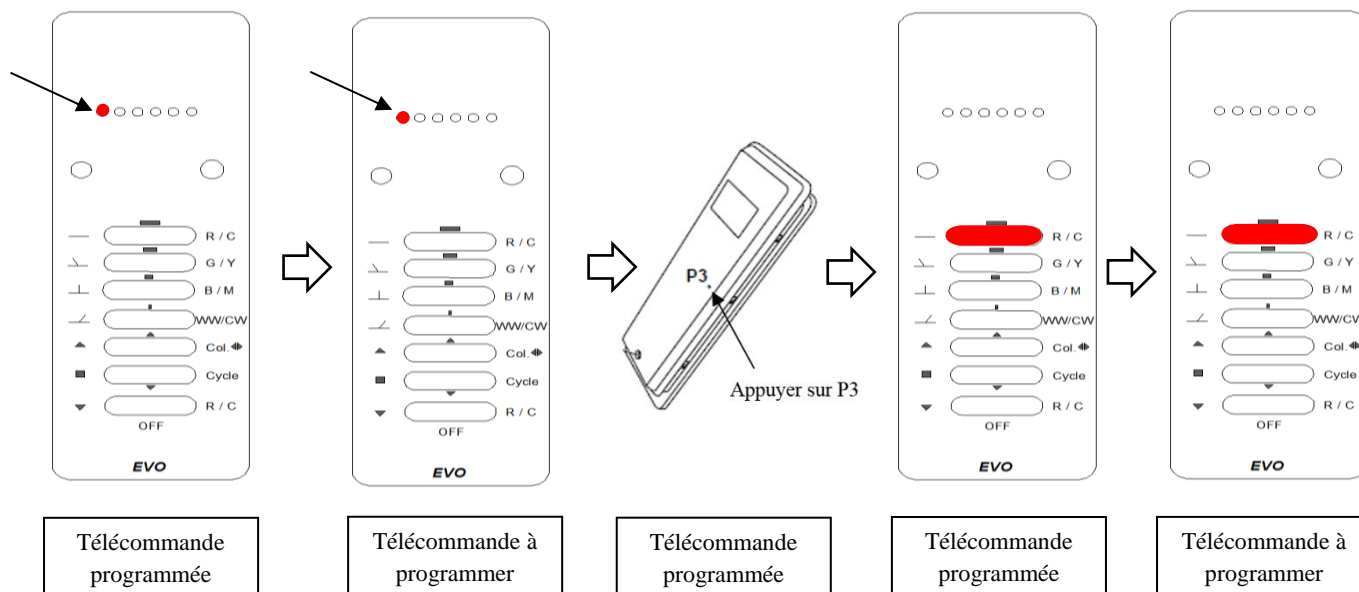 R / C
G / Y
B / M
WW/CW
Col.
Cycle
R / C
OFF
EVO
Télécommande
programmée
R / C
G / Y
B / M
WW/CW
Col.
Cycle
R / C
OFF
EVO
Télécommande à
programmer
P3
Appuyer sur P3
Télécommande
programmée
R / C
G / Y
B / M
WW/CW
Col.
Cycle
R / C
OFF
EVO
Télécommande
programmée
R / C
G / Y
B / M
WW/CW
Col.
Cycle
R / C
OFF
EVO
Télécommande à
programmer